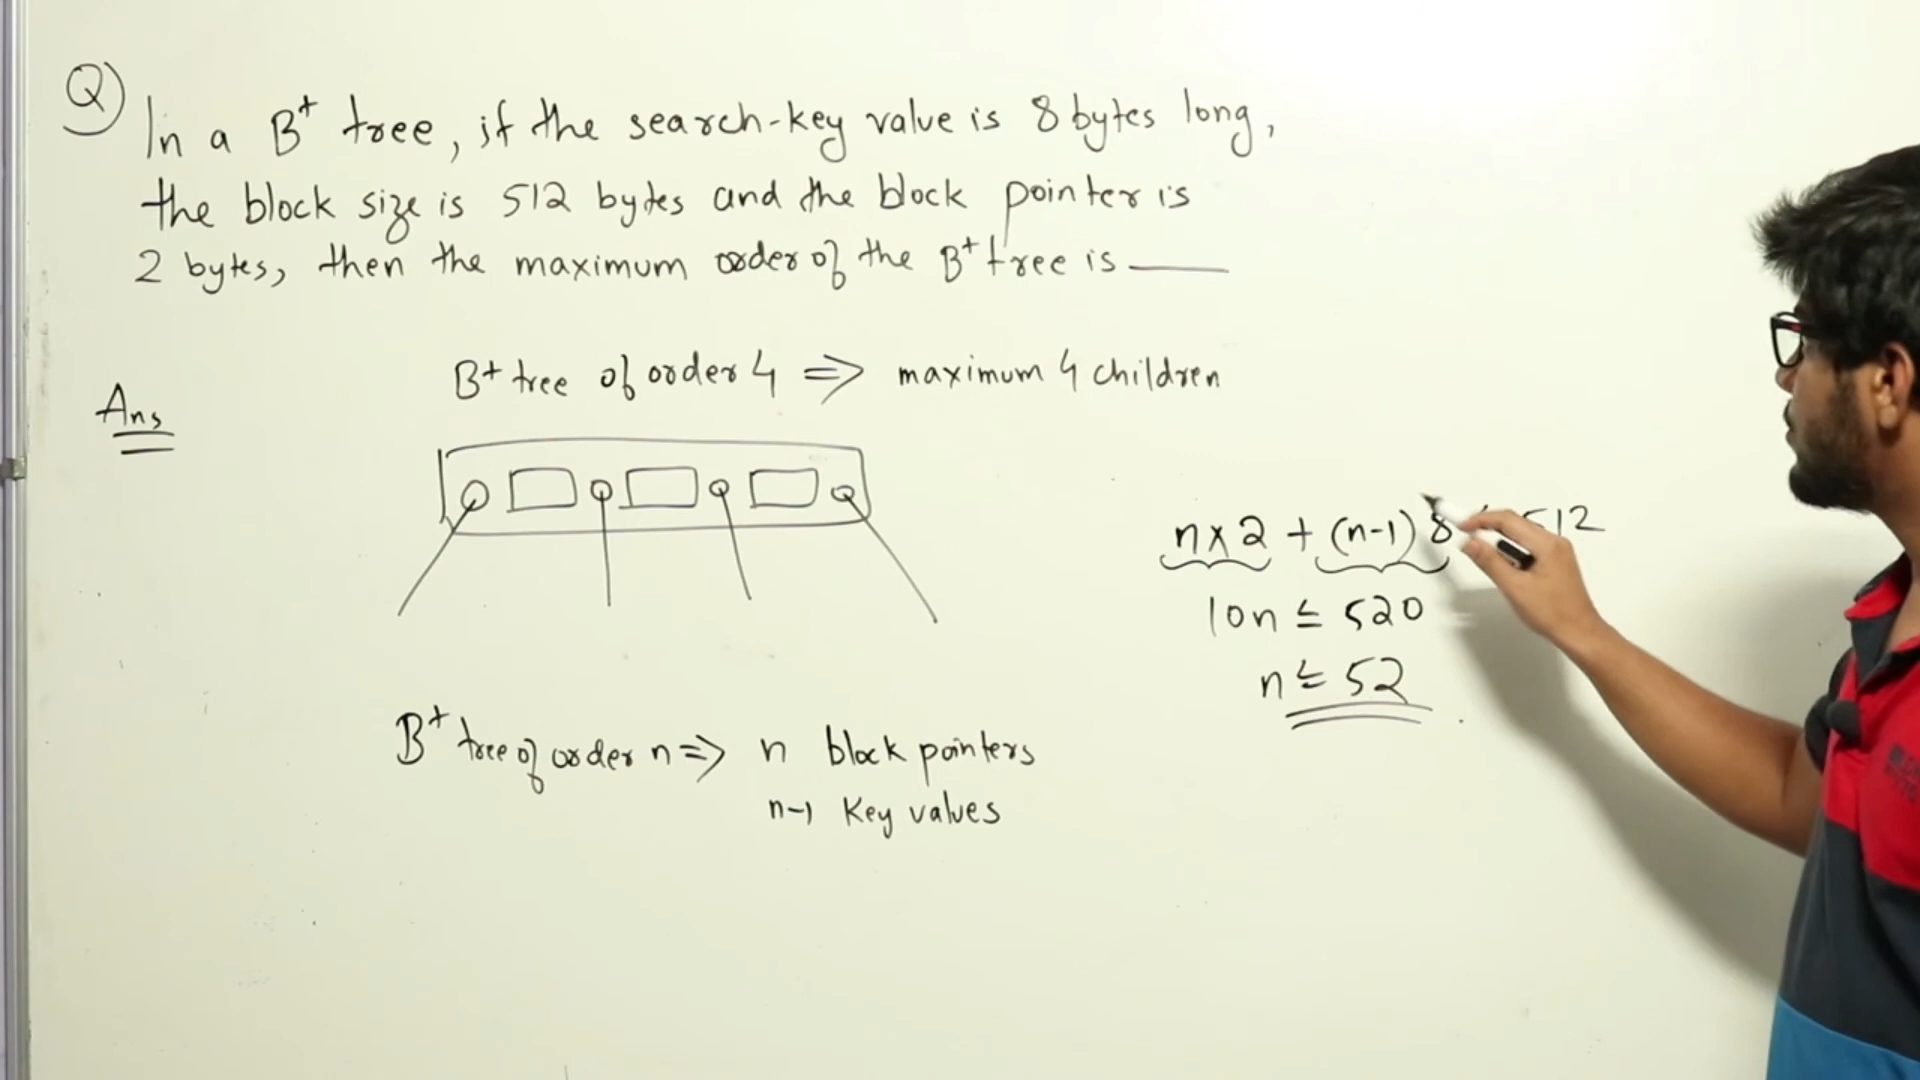 Q)
In a B+ tree, if the search-key value is 8 bytes long,
the block size is 512 bytes and the block pointer is
2 bytes, then the maximum order of the B+ tree is ____
Ans
B+ tree of order 4 => maximum 4 children
n x 2 + (n-1) 8 512
10n ≤ 520
n ≤ 52
B+ tree of order n => n block pointers
n-1 Key values